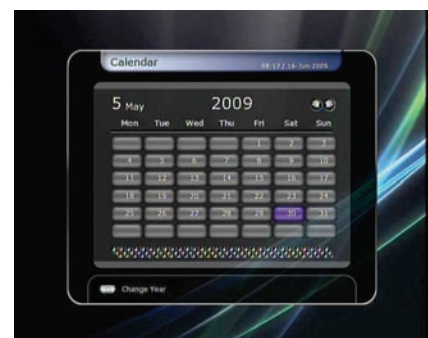 Calendar 08:17 / 16-Jun-2009
5 May 2009
Mon Tue Wed Thu Fri Sat Sun
1 2 3
4 5 6 7 8 9 10
11 12 13 14 15 16 17
18 19 20 21 22 23 24
25 26 27 28 29 30 31
Change Year